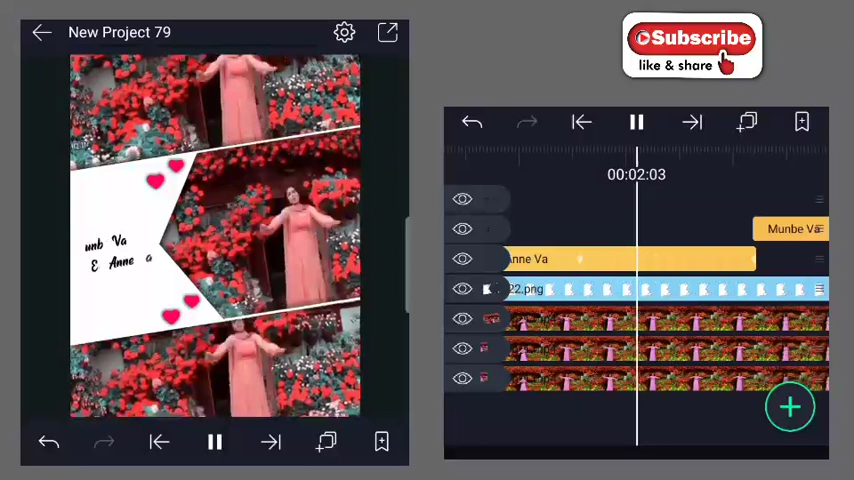 New Project 79
Subscribe
like & share
00:02:03
unb Va
E Anne a
Munbe Va
Anne Va
22.png